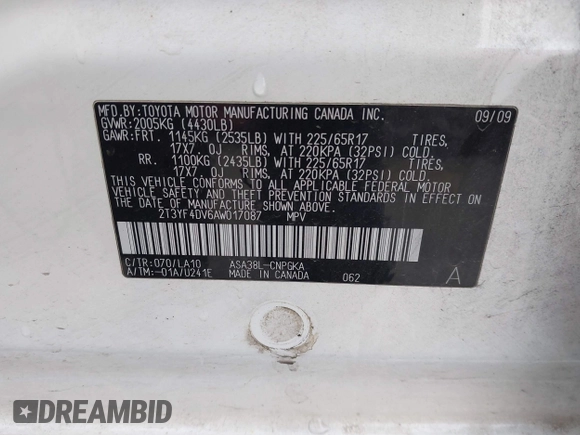 MFD.BY:TOYOTA MOTOR MANUFACTURING CANADA INC. 09/09
GVWR:2005KG (4430LB)
GAWR:FRT. 1145KG (2535LB) WITH 225/65R17 TIRES,
17X7. 0J RIMS, AT 220KPA (32PSI) COLD.
RR. 1100KG (2435LB) WITH 225/65R17 TIRES,
17X7. 0J RIMS, AT 220KPA (32PSI) COLD.
THIS VEHICLE CONFORMS TO ALL APPLICABLE FEDERAL MOTOR
VEHICLE SAFETY AND THEFT PREVENTION STANDARDS IN EFFECT ON
THE DATE OF MANUFACTURE SHOWN ABOVE.
2T3YF4DV6AW017087 MPV
C/TR:070/LA10 ASA38L-CNPGKA
A/TM:-01A/U241E MADE IN CANADA 062 A
DREAMBID